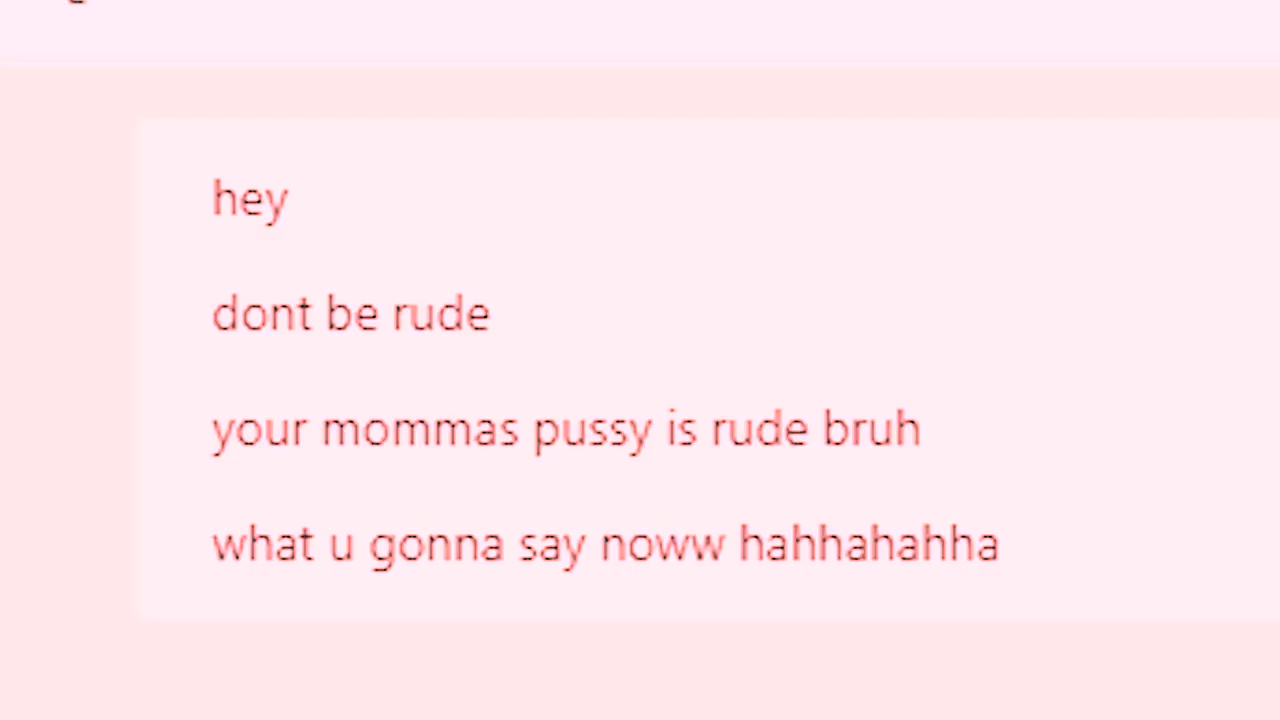 hey
dont be rude
your mommas pussy is rude bruh
what u gonna say noww hahhahahha